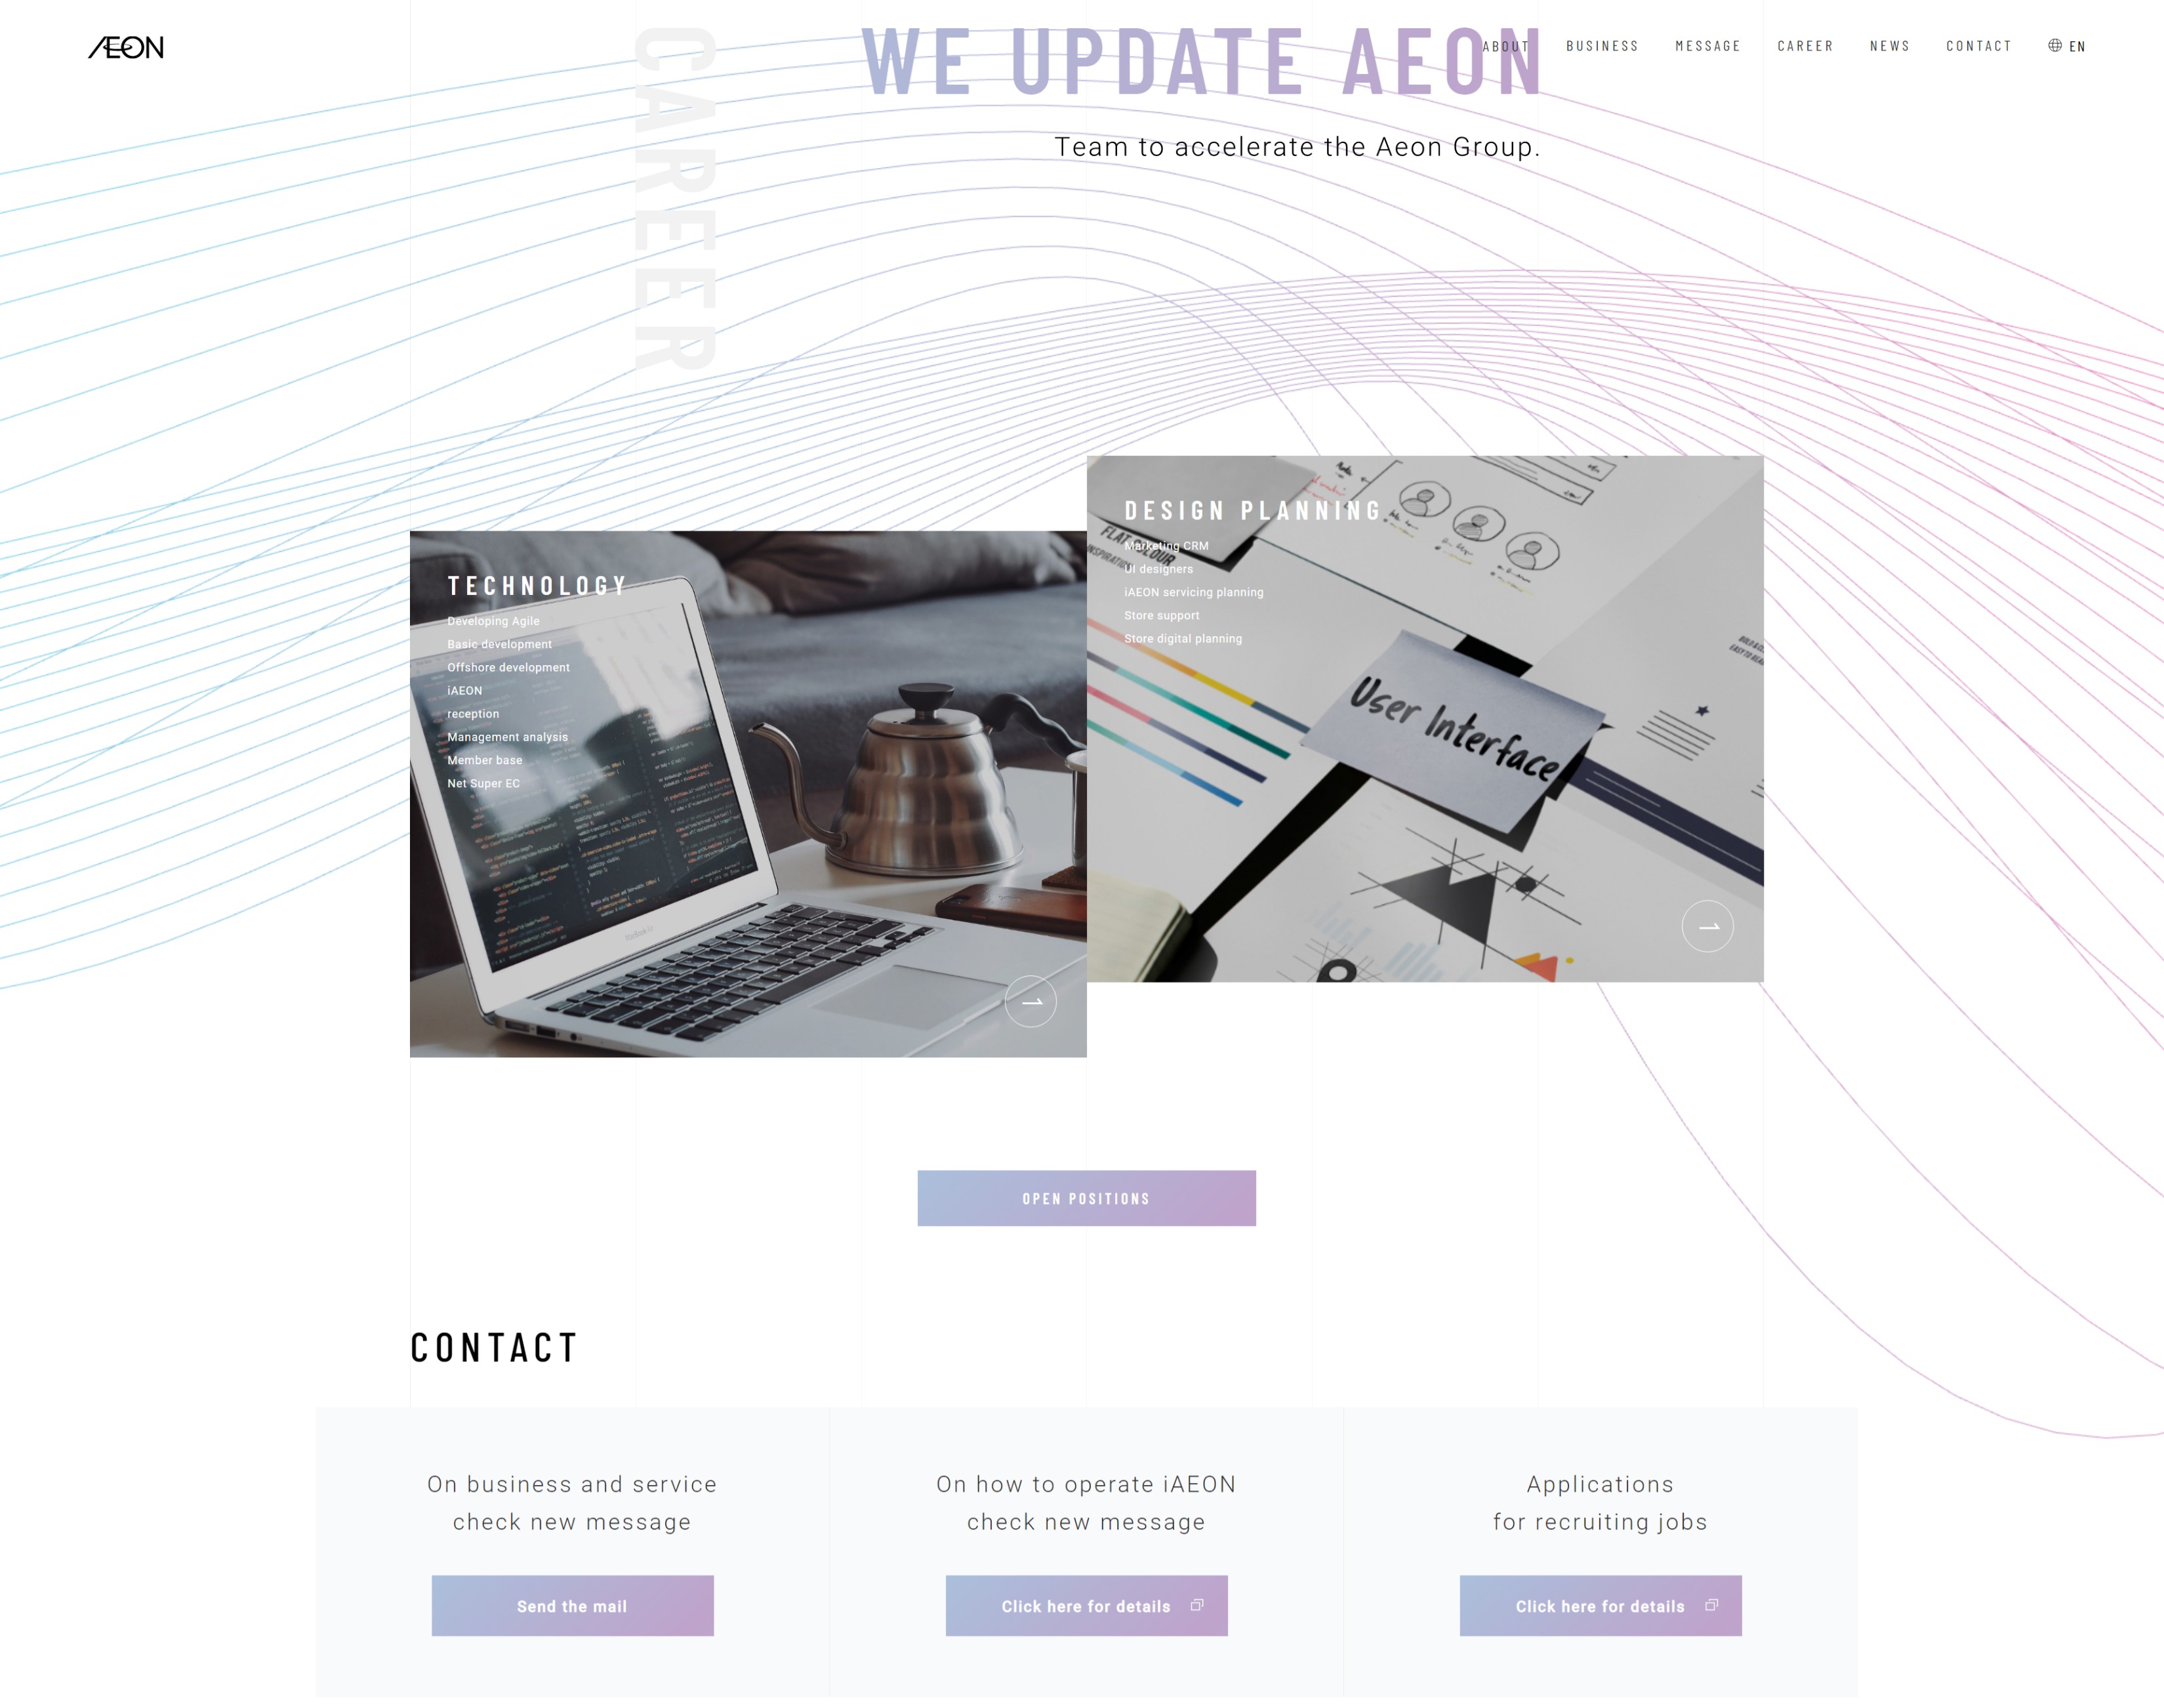 AEON
ABOUT
BUSINESS
MESSAGE
CAREER
NEWS
CONTACT
EN
CAREER
WE UPDATE AEON
Team to accelerate the Aeon Group.
TECHNOLOGY
Developing Agile
Basic development
Offshore development
iAEON
reception
Management analysis
Member base
Net Super EC
DESIGN PLANNING
Marketing CRM
UI designers
iAEON servicing planning
Store support
Store digital planning
FLAT COLOUR
User Interface
OPEN POSITIONS
CONTACT
On business and service
check new message
Send the mail
On how to operate iAEON
check new message
Click here for details
Applications
for recruiting jobs
Click here for details